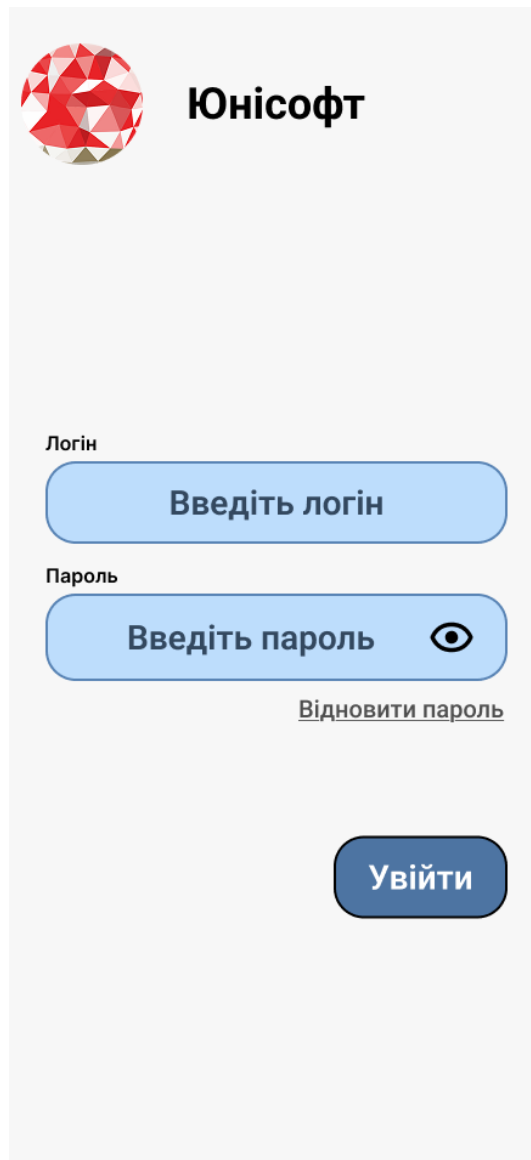 Юнісофт
Логін
Введіть логін
Пароль
Введіть пароль
Відновити пароль
Увійти